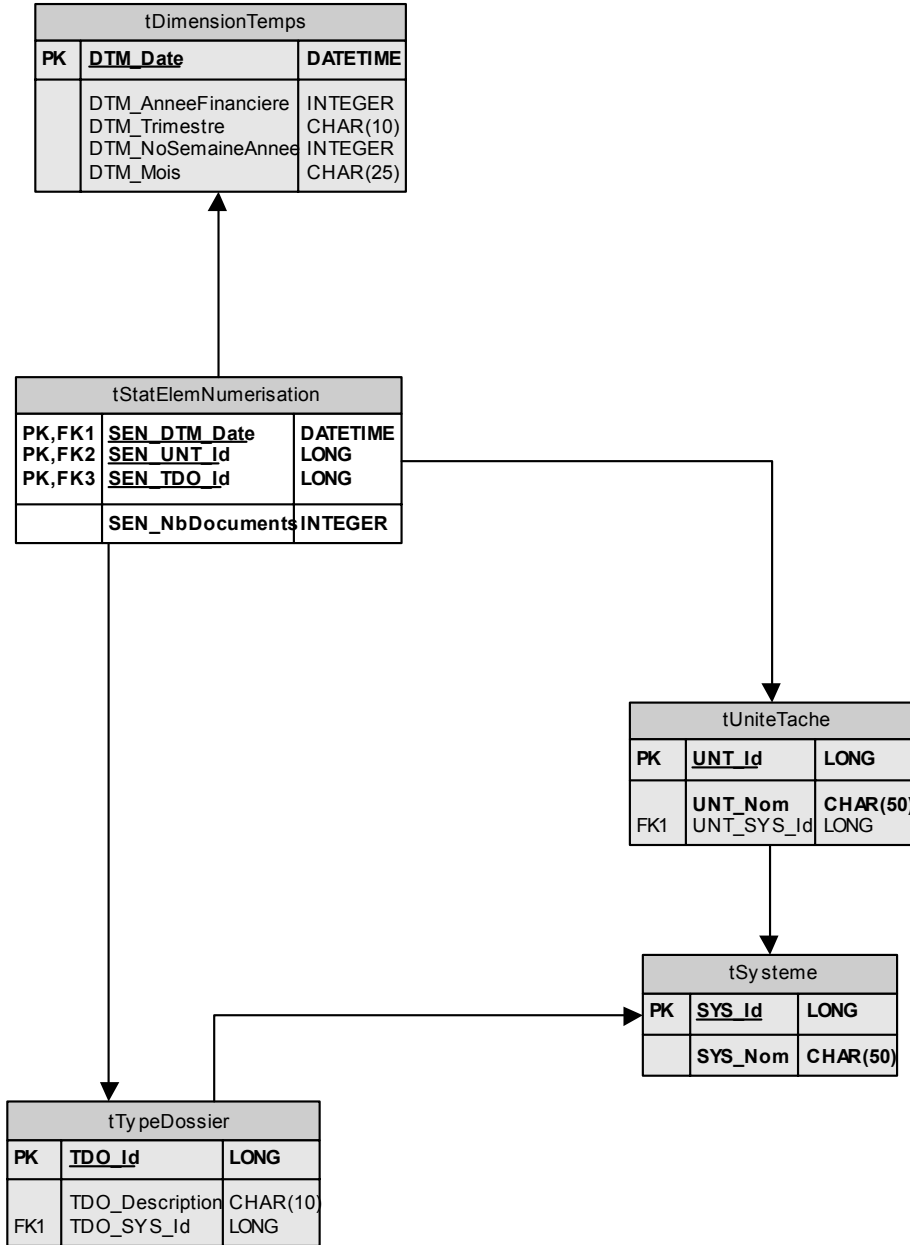 tDimensionTemps
PK DTM_Date DATETIME
DTM_AnneeFinanciere INTEGER
DTM_Trimestre CHAR(10)
DTM_NoSemaineAnnee INTEGER
DTM_Mois CHAR(25)
tStatElemNumerisation
PK,FK1 SEN_DTM_Date DATETIME
PK,FK2 SEN_UNT_Id LONG
PK,FK3 SEN_TDO_Id LONG
SEN_NbDocuments INTEGER
tUniteTache
PK UNT_Id LONG
UNT_Nom CHAR(50)
FK1 UNT_SYS_Id LONG
tSysteme
PK SYS_Id LONG
SYS_Nom CHAR(50)
tTypeDossier
PK TDO_Id LONG
TDO_Description CHAR(10)
FK1 TDO_SYS_Id LONG